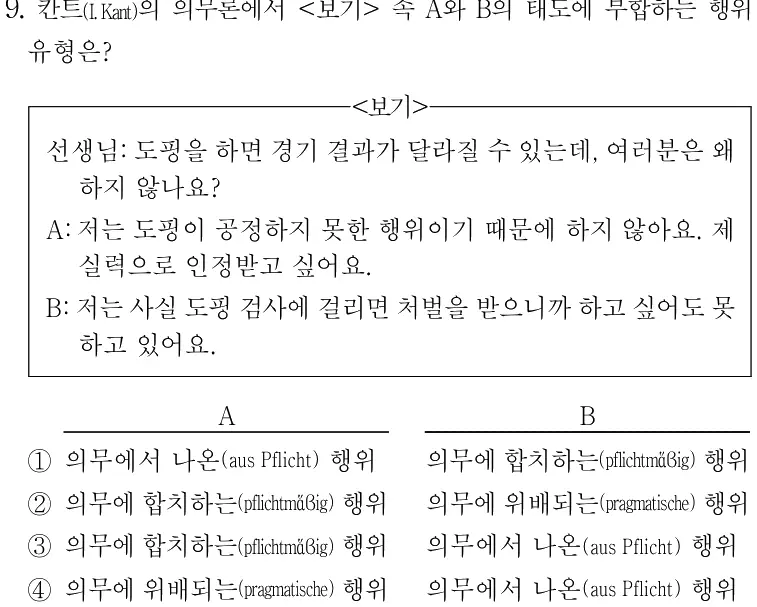 9. 칸트(I. Kant)의 의무론에서 <보기> 속 A와 B의 태도에 부합하는 행위
유형은?
<보기>
선생님: 도핑을 하면 경기 결과가 달라질 수 있는데, 여러분은 왜
하지 않나요?
A: 저는 도핑이 공정하지 못한 행위이기 때문에 하지 않아요. 제
실력으로 인정받고 싶어요.
B: 저는 사실 도핑 검사에 걸리면 처벌을 받으니까 하고 싶어도 못
하고 있어요.
A B
① 의무에서 나온(aus Pflicht) 행위 의무에 합치하는(pflichtmäßig) 행위
② 의무에 합치하는(pflichtmäßig) 행위 의무에 위배되는(pragmatische) 행위
③ 의무에 합치하는(pflichtmäßig) 행위 의무에서 나온(aus Pflicht) 행위
④ 의무에 위배되는(pragmatische) 행위 의무에서 나온(aus Pflicht) 행위